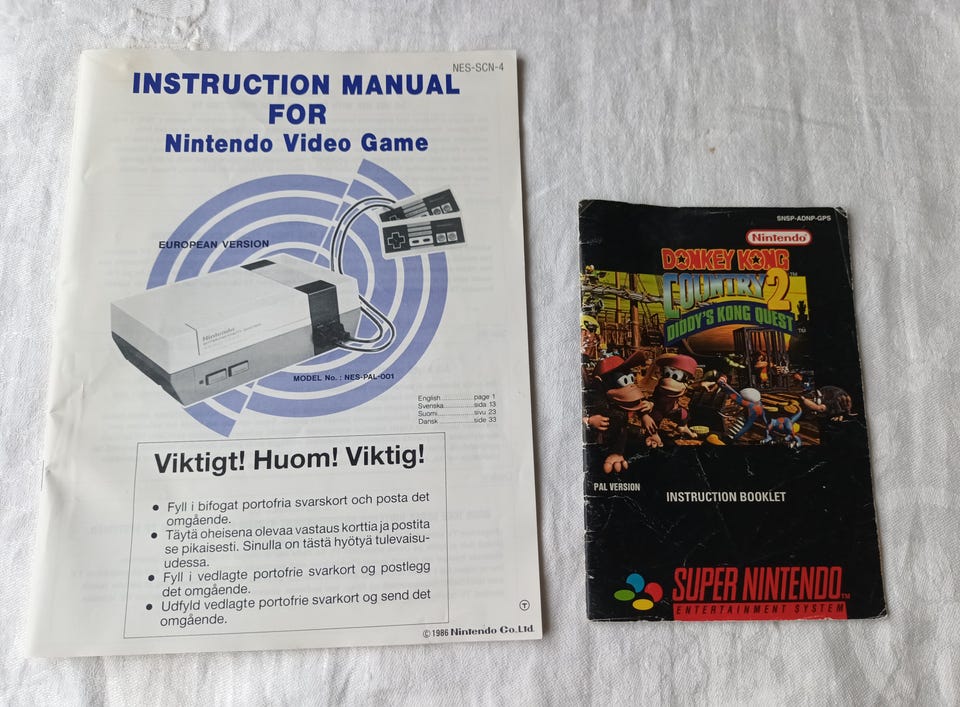 NES-SCN-4
INSTRUCTION MANUAL
FOR
Nintendo Video Game
EUROPEAN VERSION
Nintendo
MODEL No. : NES-PAL-001
English.............page 1
Svenska...........sida 13
Suomi..............sivu 23
Dansk..............side 33
Viktigt! Huom! Viktig!
• Fyll i bifogat portofria svarskort och posta det
omgående.
• Täytä oheisena olevaa vastaus korttia ja postita
se pikaisesti. Sinulla on tästä hyötyä tulevaisu-
udessa.
• Fyll i vedlagte portofrie svarkort og postlegg
det omgående.
• Udfyld vedlagte portofrie svarkort og send det
omgående.
T
© 1986 Nintendo Co.Ltd.
SNSP-ADNP-GPS
Nintendo®
DONKEY KONG
COUNTRY 2™
DIDDY'S KONG QUEST™
PAL VERSION
INSTRUCTION BOOKLET
SUPER NINTENDO™
ENTERTAINMENT SYSTEM